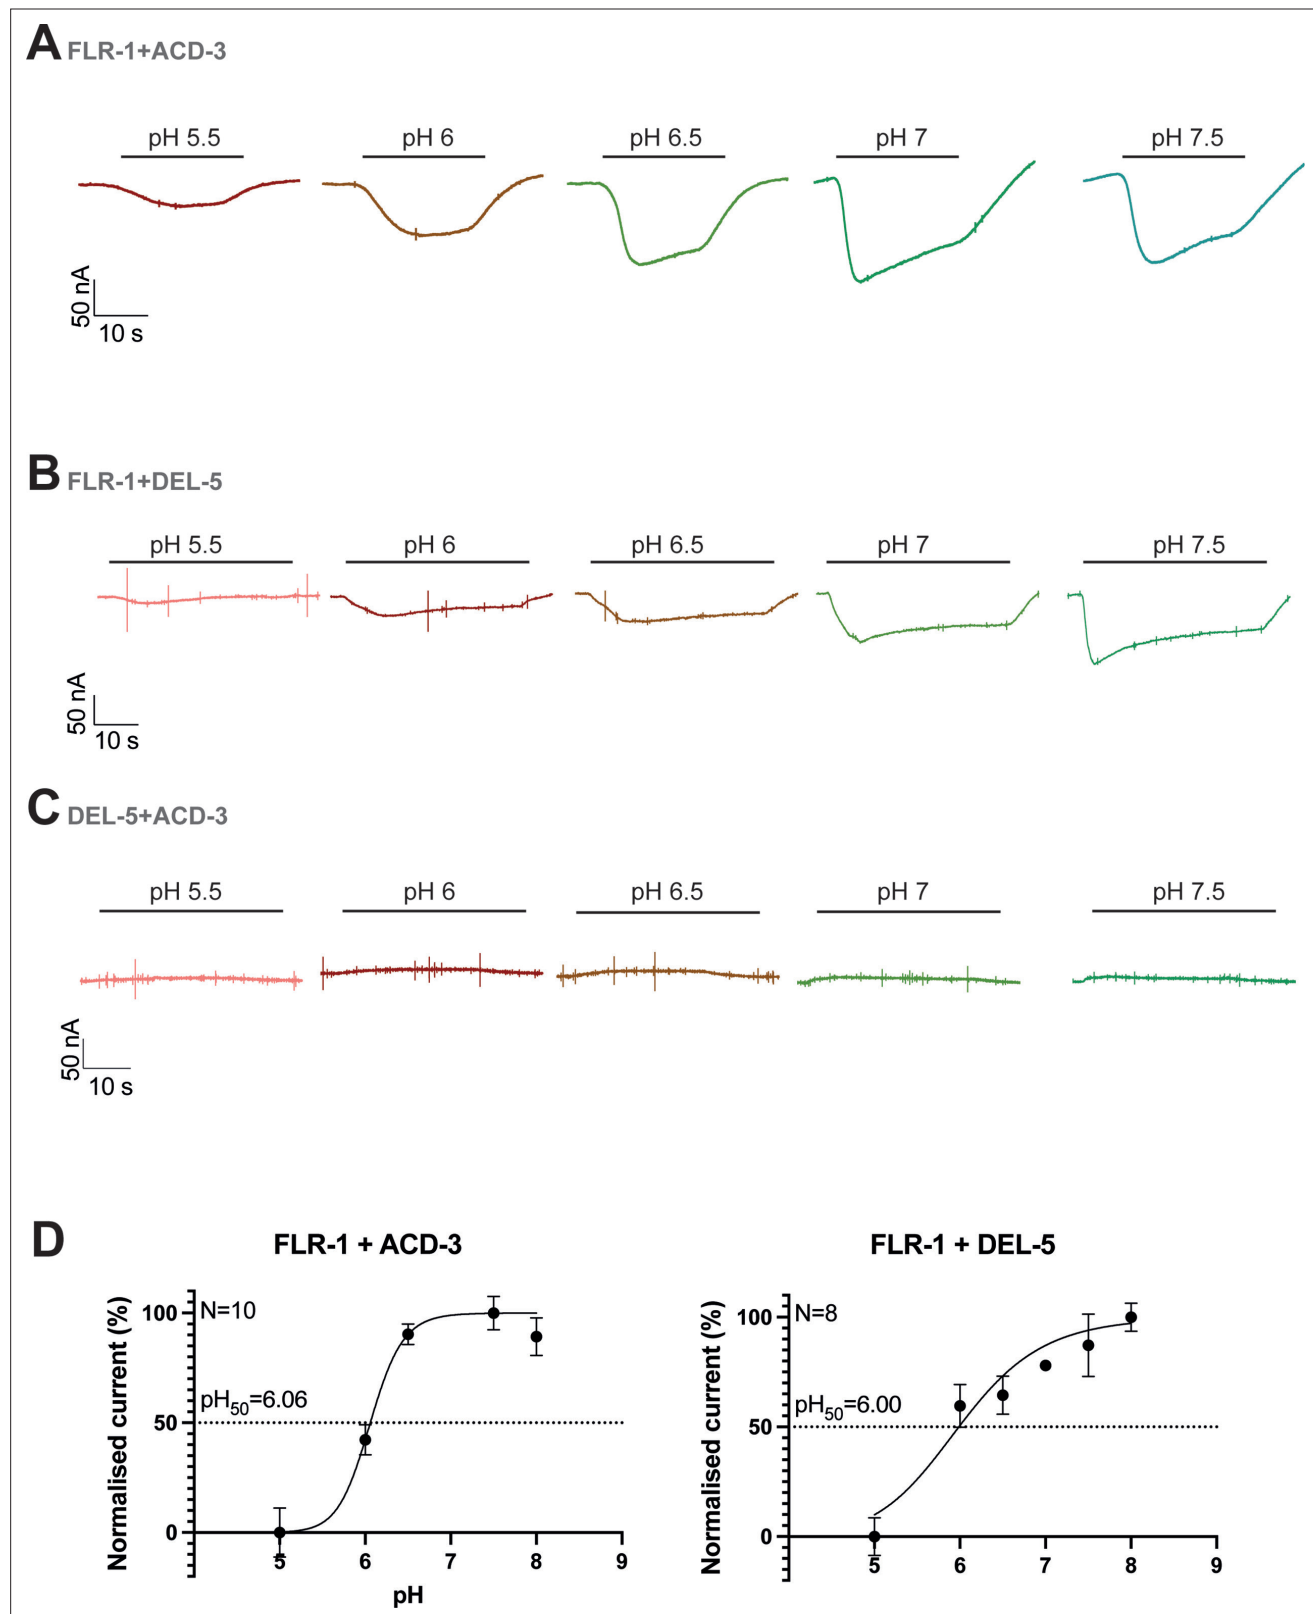 A FLR-1+ACD-3
pH 5.5 pH 6 pH 6.5 pH 7 pH 7.5
50 nA
10 s
B FLR-1+DEL-5
pH 5.5 pH 6 pH 6.5 pH 7 pH 7.5
50 nA
10 s
C DEL-5+ACD-3
pH 5.5 pH 6 pH 6.5 pH 7 pH 7.5
50 nA
10 s
D
FLR-1 + ACD-3
Normalised current (%)
100
50
0
N=10
pH50=6.06
5 6 7 8 9
pH
FLR-1 + DEL-5
Normalised current (%)
100
50
0
N=8
pH50=6.00
5 6 7 8 9